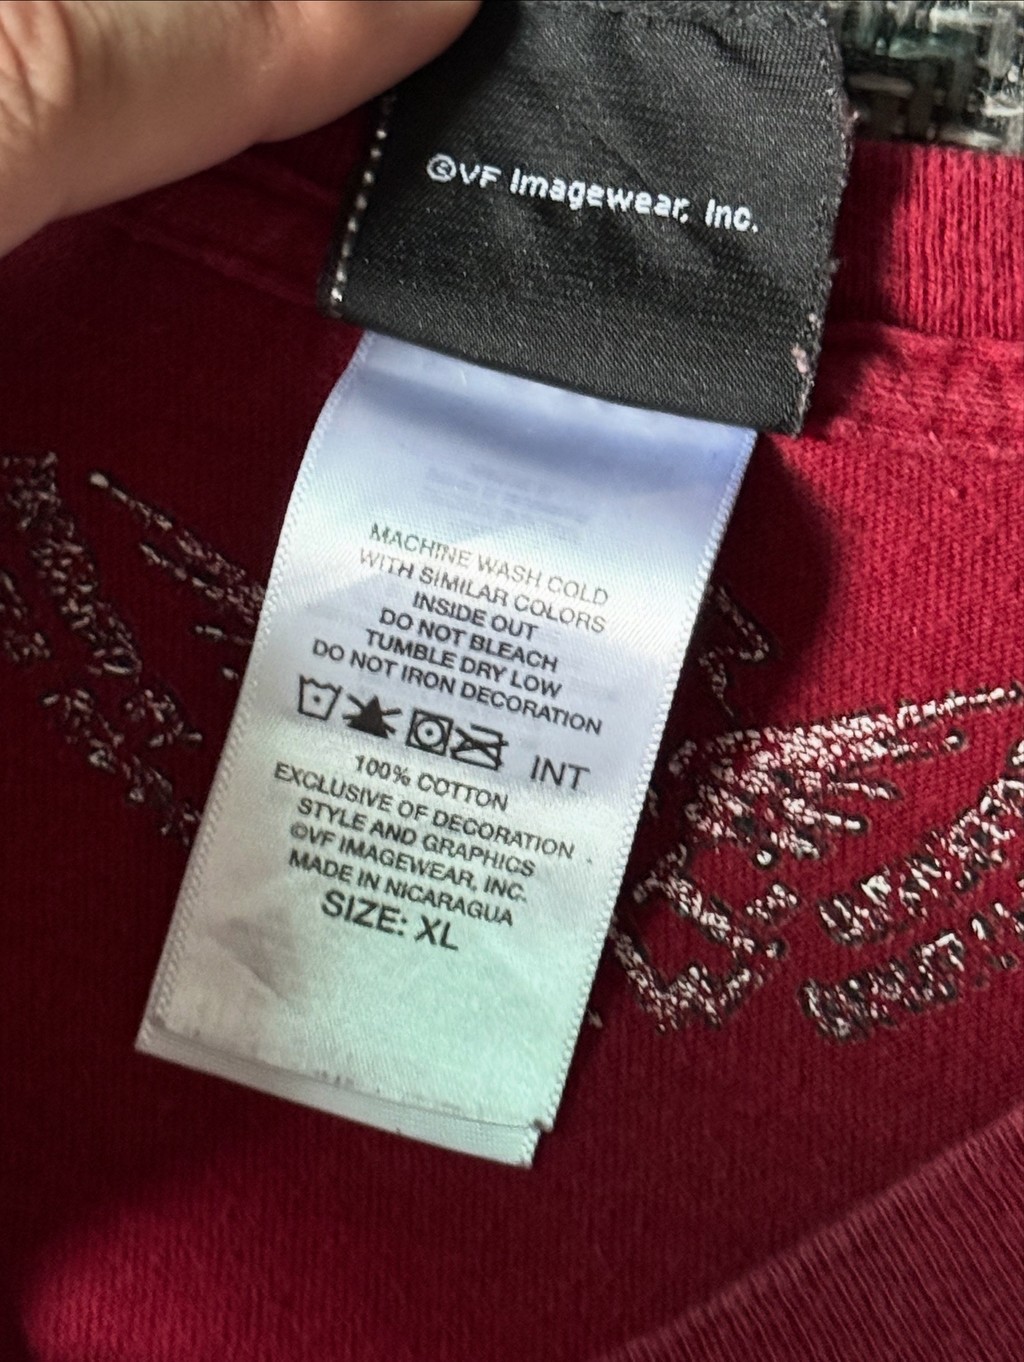 ©VF Imagewear, Inc.
MACHINE WASH COLD
WITH SIMILAR COLORS
INSIDE OUT
DO NOT BLEACH
TUMBLE DRY LOW
DO NOT IRON DECORATION
INT
100% COTTON
EXCLUSIVE OF DECORATION
STYLE AND GRAPHICS
©VF IMAGEWEAR, INC.
MADE IN NICARAGUA
SIZE: XL